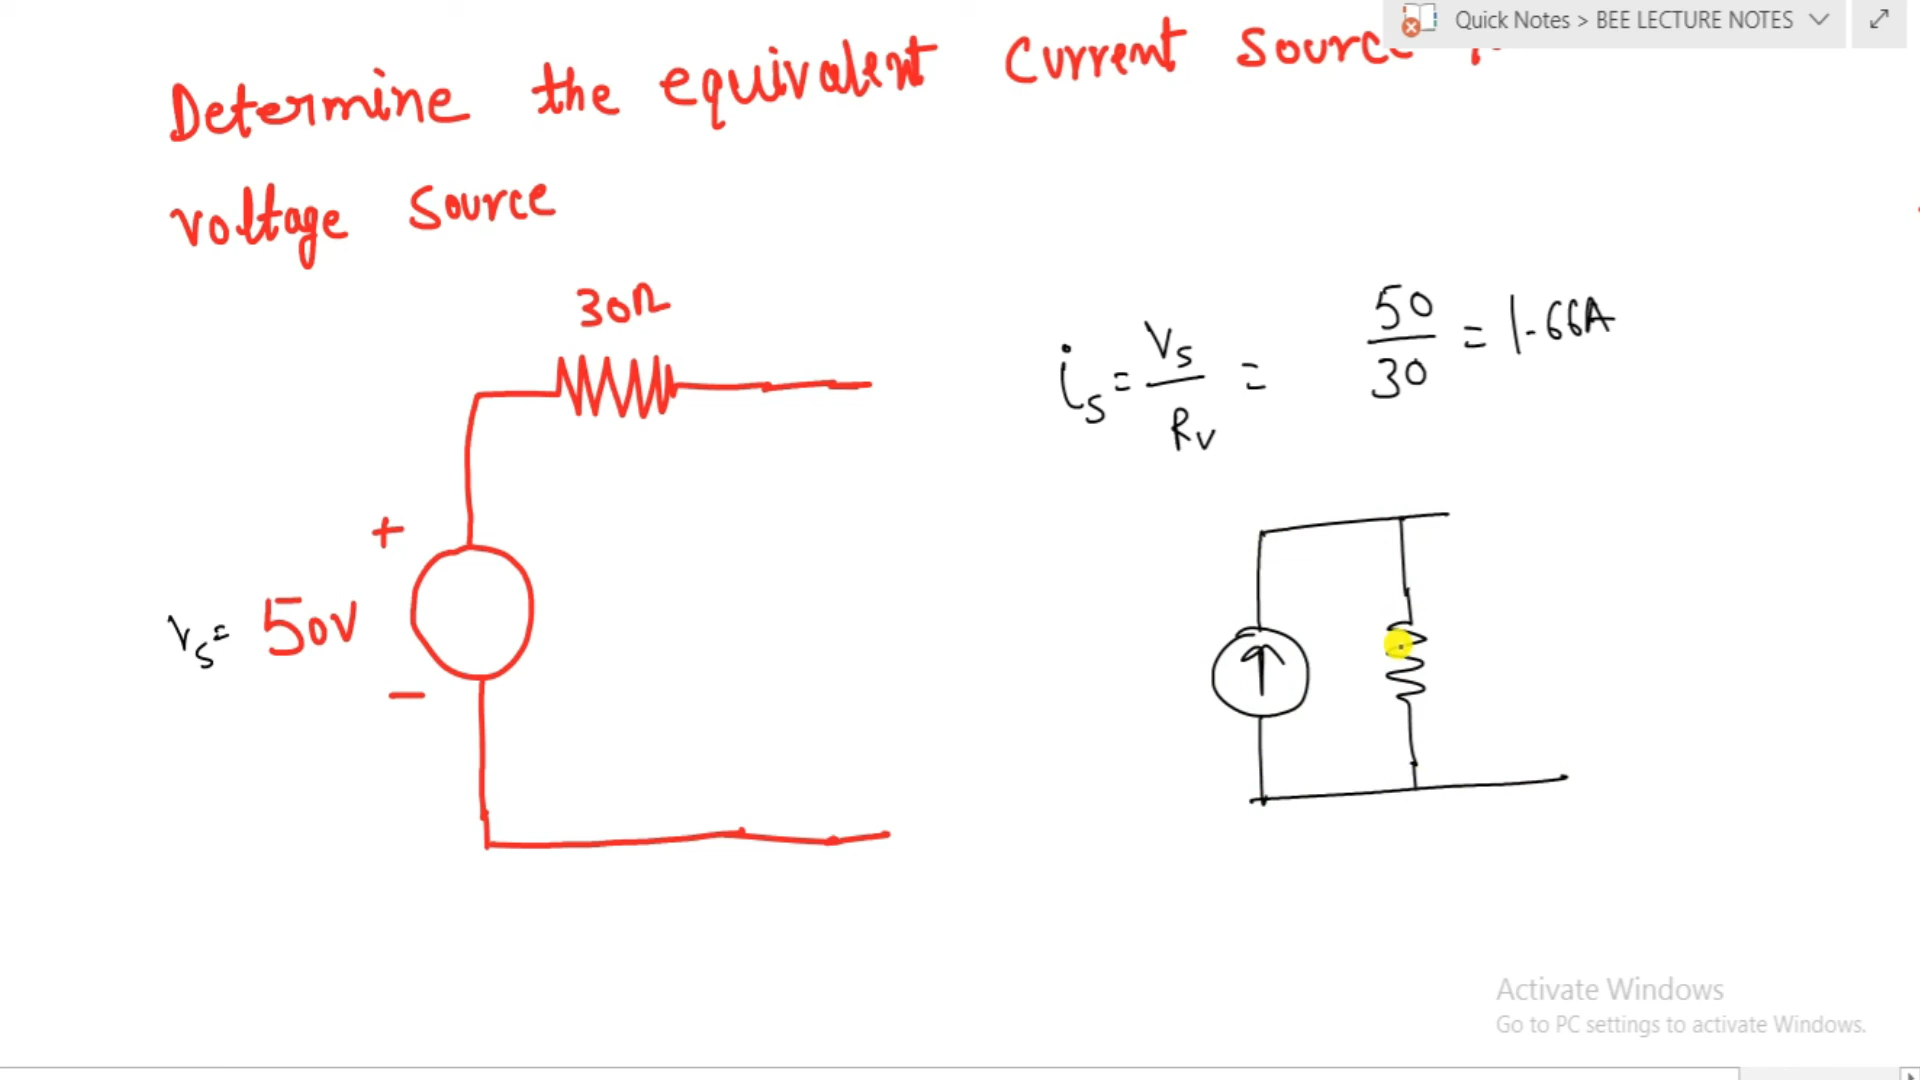 Quick Notes > BEE LECTURE NOTES
Determine the equivalent current source
voltage source
30Ω
is = Vs / Rv = 50 / 30 = 1.66A
+
Vs = 50V
−
Activate Windows
Go to PC settings to activate Windows.